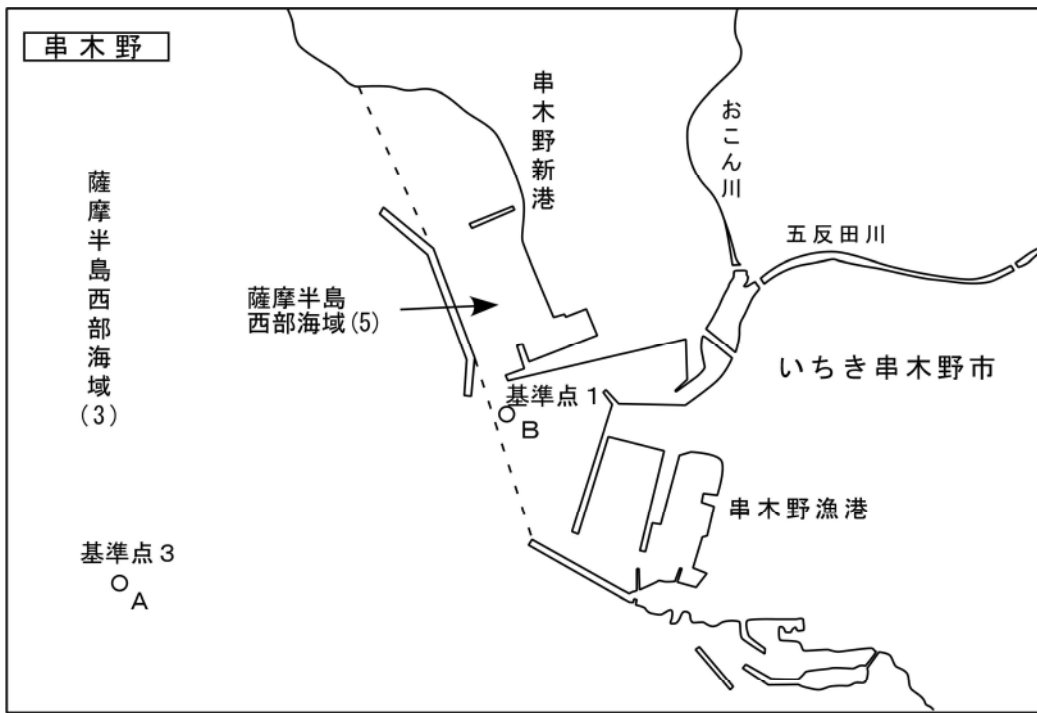 串木野
薩摩半島西部海域(3)
串木野新港
おこん川
五反田川
薩摩半島
西部海域(5)
いちき串木野市
基準点1
B
串木野漁港
基準点3
A